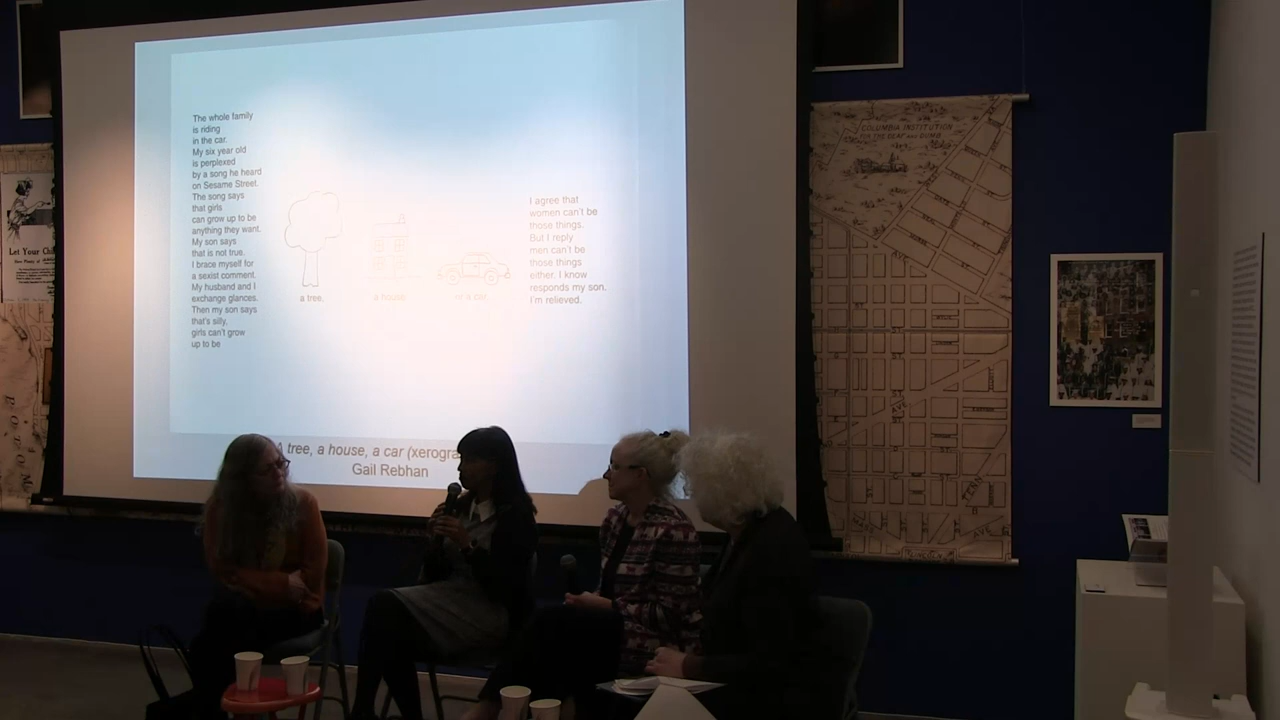 The whole family
is riding
in the car.
My six year old
is perplexed
by a song he heard
on Sesame Street.
The song says
that girls
can grow up to be
anything they want.
My son says
that is not true.
I brace myself for
a sexist comment.
My husband and I
exchange glances.
Then my son says
that's silly,
girls can't grow
up to be
a tree,
a house
or a car.
I agree that
women can't be
those things.
But I reply
men can't be
those things
either. I know
responds my son.
I'm relieved.
A tree, a house, a car (xerogra
Gail Rebhan
COLUMBIA INSTITUTION
FOR THE DEAF AND DUMB
AVE
AVE
Let Your Chil